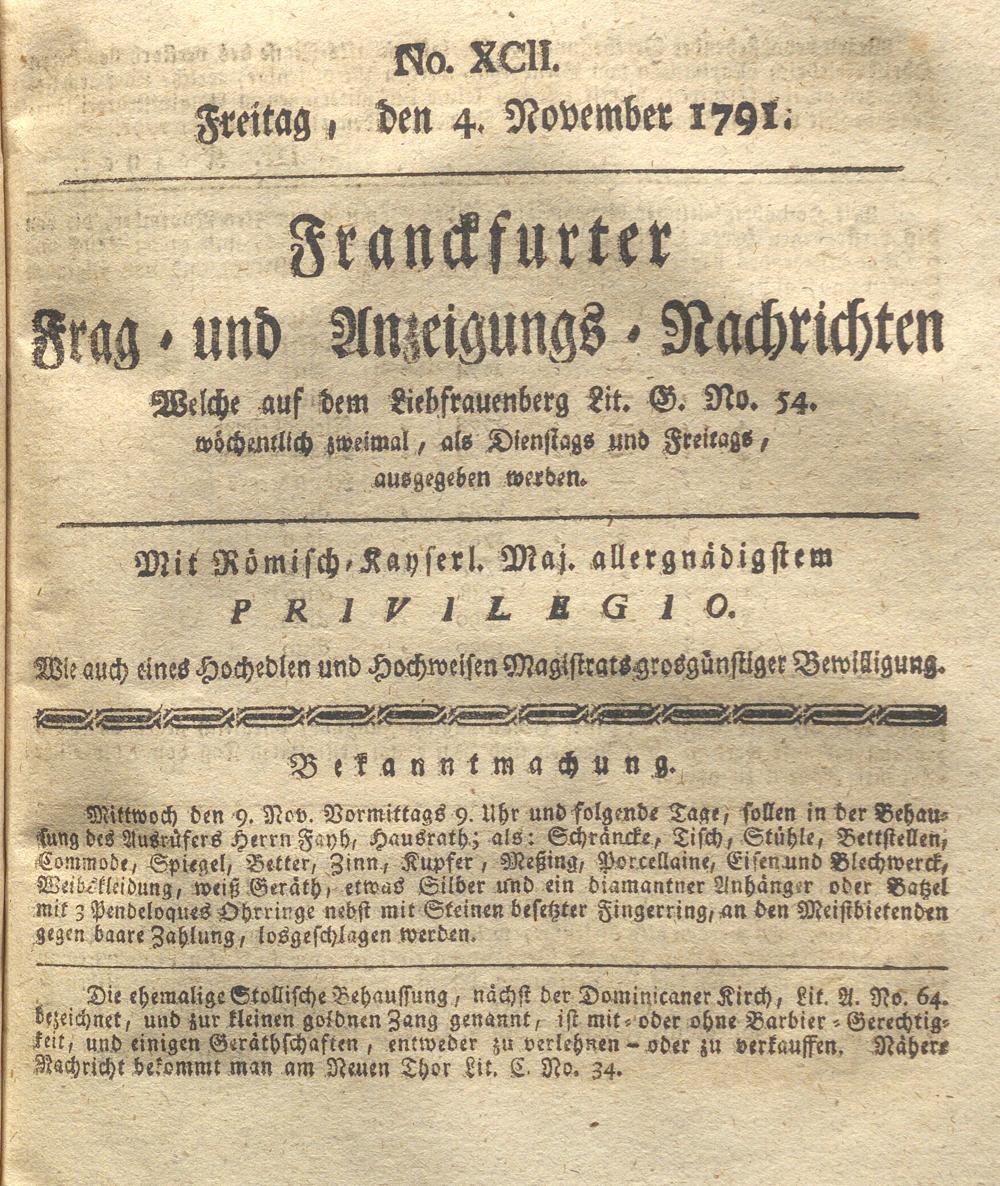 No. XCII.
Freitag, den 4. November 1791.
Franckfurter
Frag- und Anzeigungs-Nachrichten
Welche auf dem Liebfrauenberg Lit. G. No. 54.
wöchentlich zweimal, als Dienstags und Freitags,
ausgegeben werden.
Mit Römisch-Kayserl. Maj. allergnädigstem
PRIVILEGIO.
Wie auch eines Hochedlen und Hochweisen Magistrats grosgünstiger Bewilligung.
Bekanntmachung.
Mittwoch den 9. Nov. Vormittags 9. Uhr und folgende Tage, sollen in der Behau-
sung des Ausrüfers Herrn Fayh, Hausrath; als: Schräncke, Tisch, Stühle, Bettstellen,
Commode, Spiegel, Better, Zinn, Kupfer, Meßing, Porcellaine, Eisen und Blechwerck,
Weibskleidung, weiß Geräth, etwas Silber und ein diamantner Anhänger oder Batzel
mit 3 Pendeloques Ohrringe nebst mit Steinen besetzter Fingerring, an den Meistbietenden
gegen baare Zahlung, losgeschlagen werden.
Die ehemalige Stollische Behaussung, nächst der Dominicaner Kirch, Lit. A. No. 64.
bezeichnet, und zur kleinen goldnen Zang genannt, ist mit- oder ohne Barbier-Gerechtig-
keit, und einigen Geräthschaften, entweder zu verlehnen- oder zu verkauffen. Nähere
Nachricht bekommt man am Neuen Thor Lit. C. No. 34.